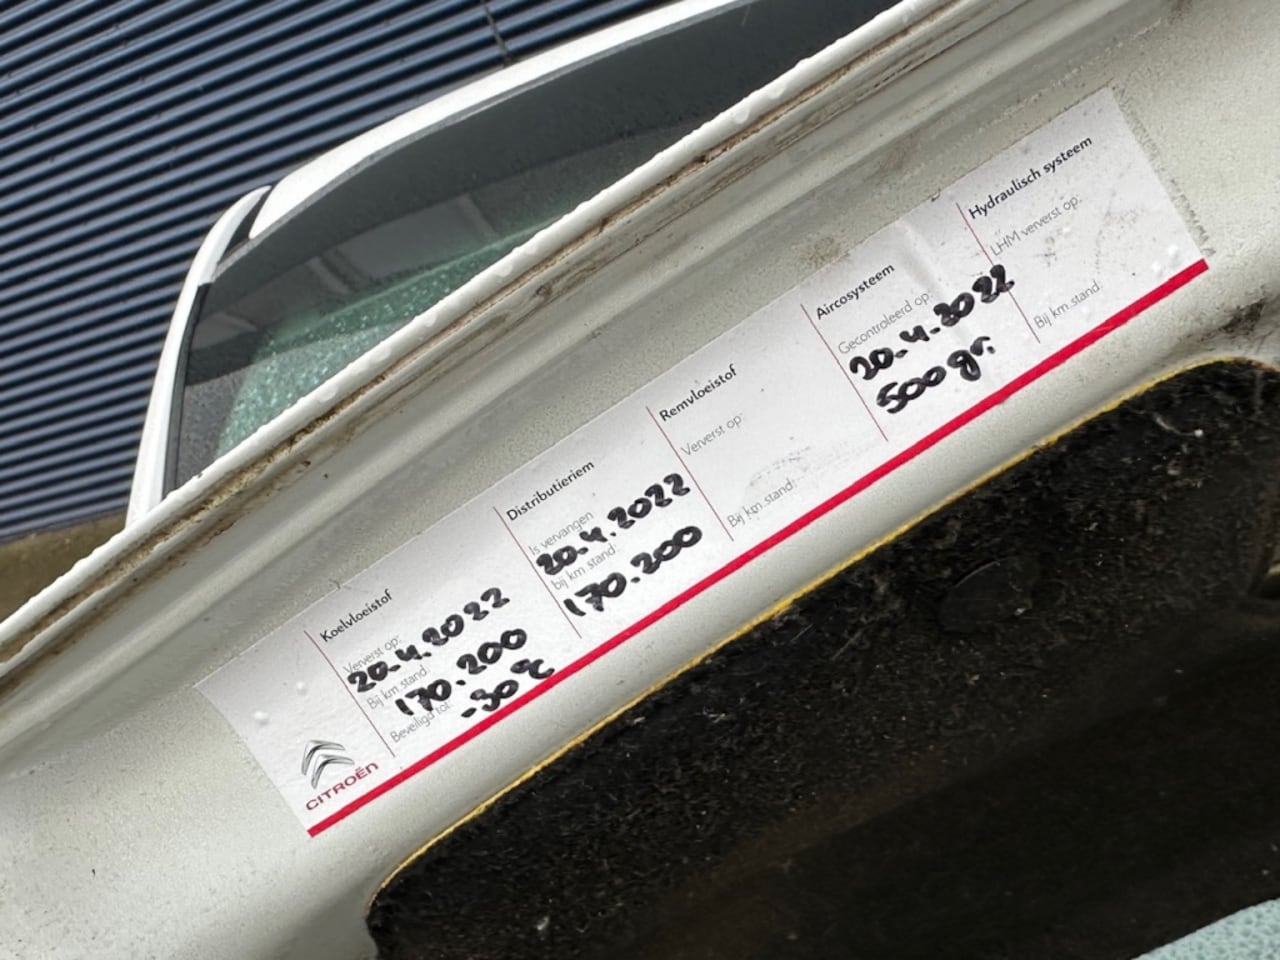 CITROËN
Koelvloeistof
Ververst op:
20.4.2022
Bij km.stand:
170.200
Beveiligd tot:
-30°C
Distributieriem
Is vervangen
20.4.2022
bij km.stand:
170.200
Remvloeistof
Ververst op:
Bij km.stand:
Aircosysteem
Gecontroleerd op:
20.4.2022
500 gr.
Hydraulisch systeem
LHM ververst op:
Bij km.stand: